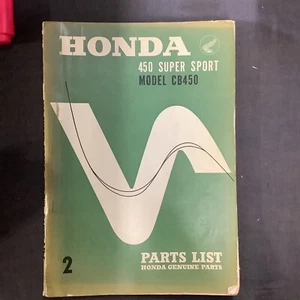 HONDA
450 SUPER SPORT
MODEL CB450
PARTS LIST
HONDA GENUINE PARTS
2